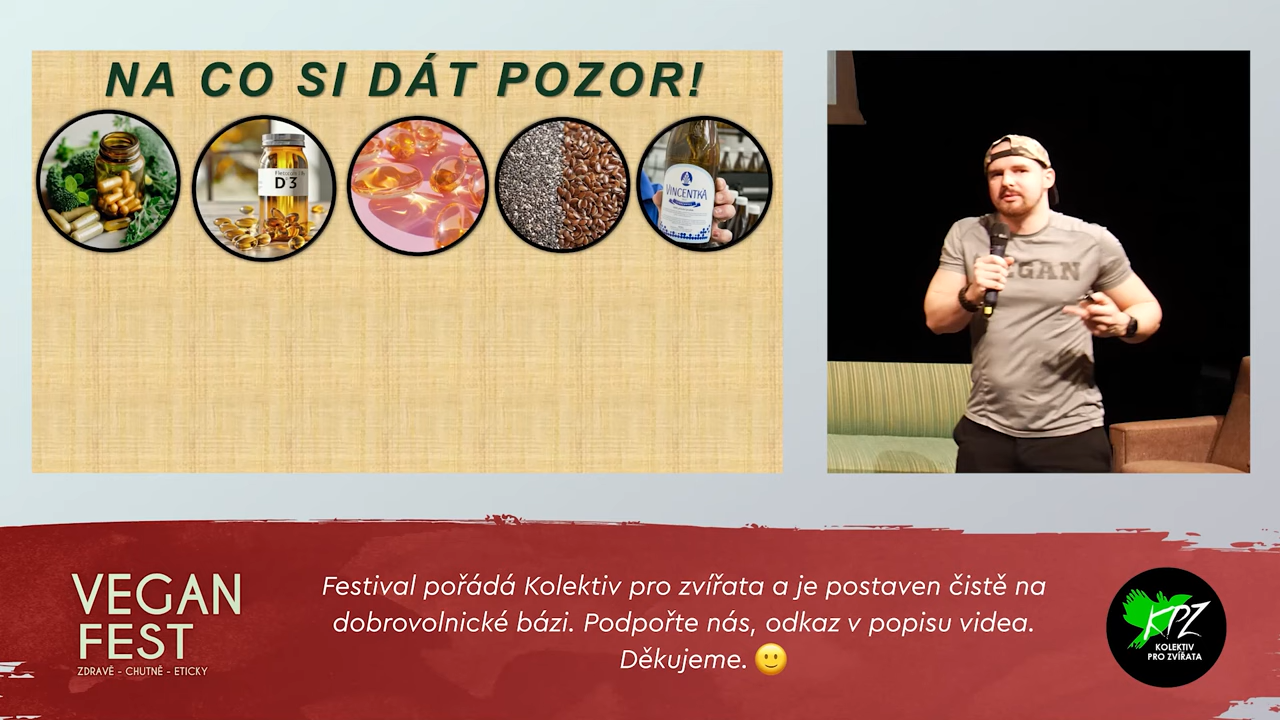 NA CO SI DÁT POZOR!
D3
VINCENTKA
VEGAN
VEGAN
FEST
ZDRAVĚ - CHUTNĚ - ETICKY
Festival pořádá Kolektiv pro zvířata a je postaven čistě na
dobrovolnické bázi. Podpořte nás, odkaz v popisu videa.
Děkujeme. 🙂
KPZ
KOLEKTIV
PRO ZVÍŘATA